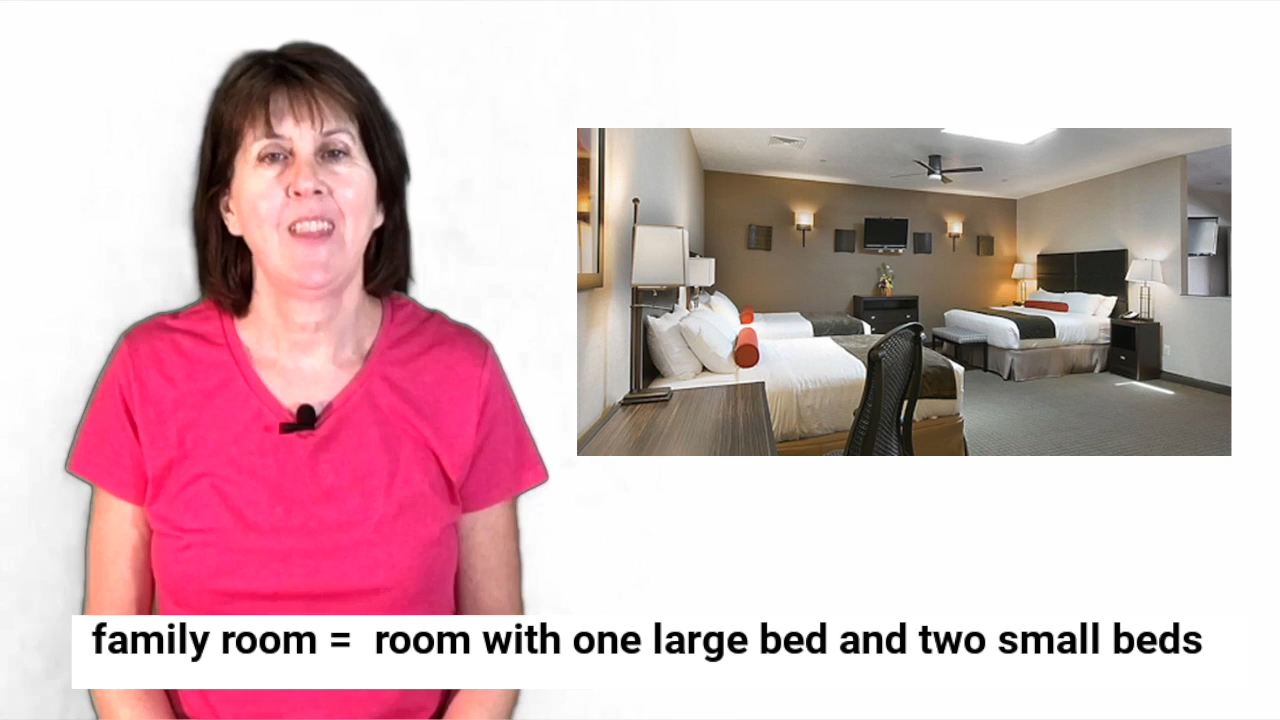 family room =  room with one large bed and two small beds